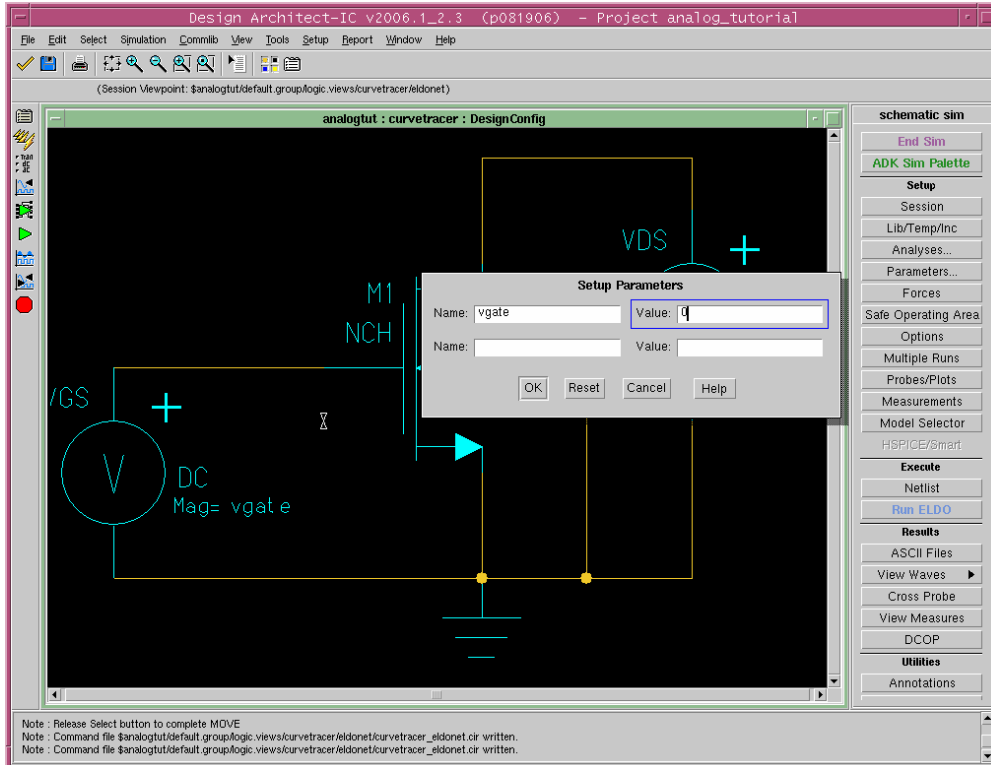 Design Architect-IC v2006.1_2.3 (p081906) – Project analog_tutorial
File Edit Select Simulation Commlib View Tools Setup Report Window Help
(Session Viewpoint: $analogtut/default.group/logic.views/curvetracer/eldonet)
analogtut : curvetracer : DesignConfig
schematic sim
End Sim
ADK Sim Palette
Setup
Session
Lib/Temp/Inc
Analyses...
Parameters...
Forces
Safe Operating Area
Options
Multiple Runs
Probes/Plots
Measurements
Model Selector
HSPICE/Smart
Execute
Netlist
Run ELDO
Results
ASCII Files
View Waves
Cross Probe
View Measures
DCOP
Utilities
Annotations
VDS
M1
NCH
/GS
V
DC
Mag= vgate
Setup Parameters
Name: vgate Value: 0
Name: Value:
OK Reset Cancel Help
Note : Release Select button to complete MOVE
Note : Command file $analogtut/default.group/logic.views/curvetracer/eldonet/curvetracer_eldonet.cir written.
Note : Command file $analogtut/default.group/logic.views/curvetracer/eldonet/curvetracer_eldonet.cir written.